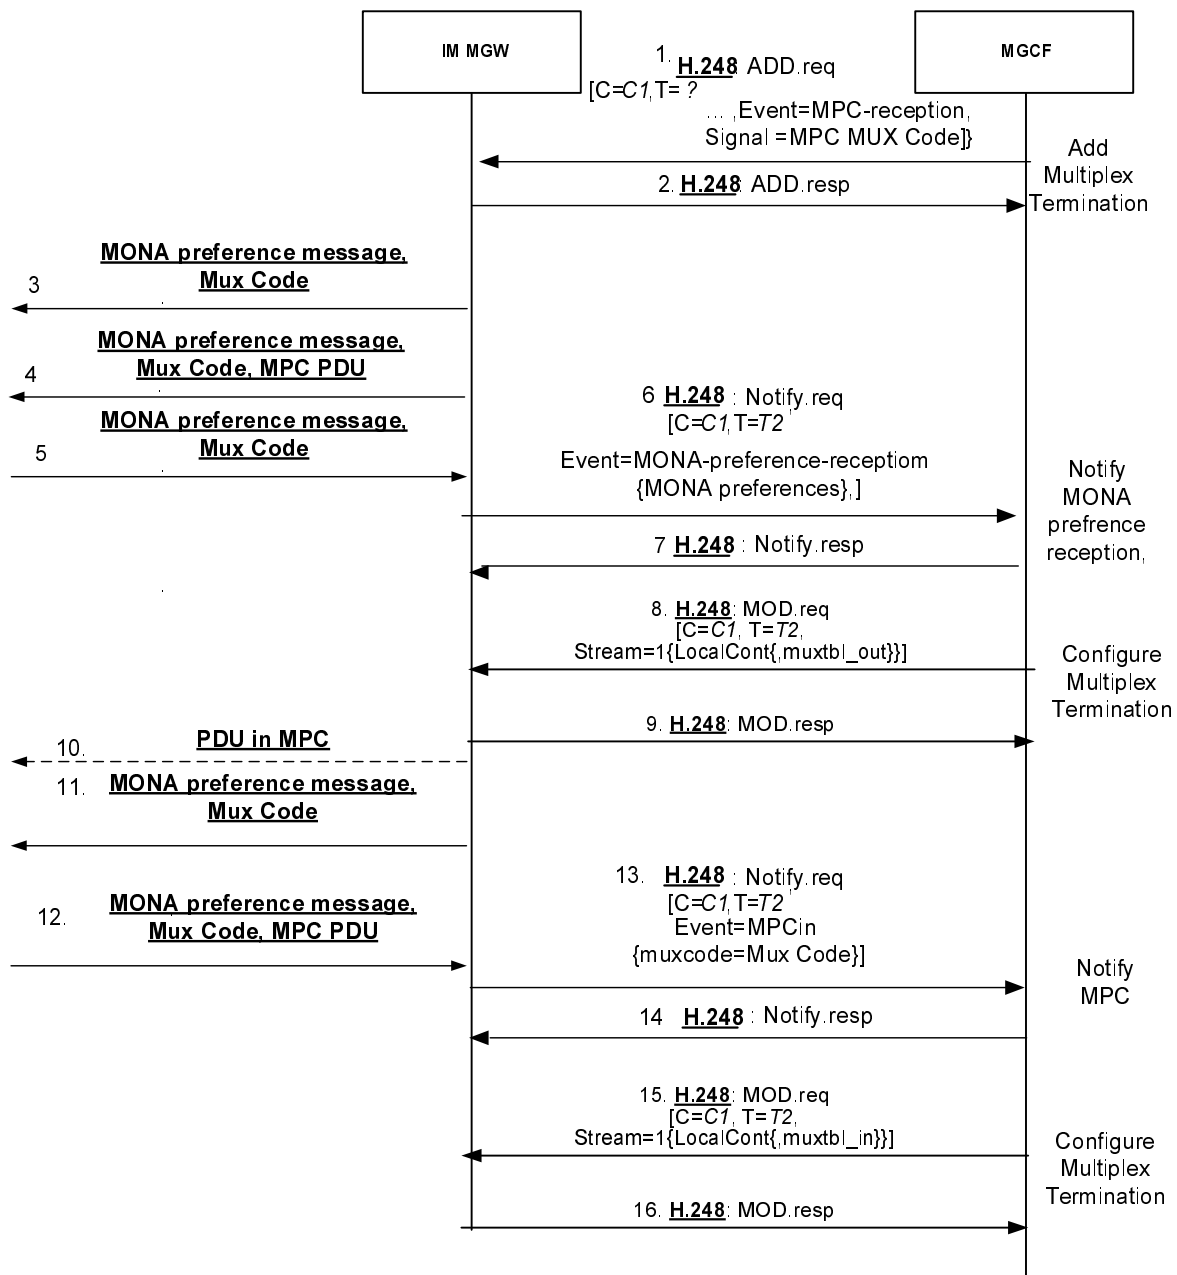 IM MGW
MGCF
1.
H.248: ADD.req
[C=C1,T= ?
... ,Event=MPC-reception,
Signal =MPC MUX Code]}
Add
Multiplex
Termination
2. H.248: ADD.resp
MONA preference message,
Mux Code
3
MONA preference message,
Mux Code, MPC PDU
4
MONA preference message,
Mux Code
5
6 H.248 : Notify.req
[C=C1,T=T2 ,
Event=MONA-preference-receptiom
{MONA preferences},]
Notify
MONA
prefrence
reception,
7 H.248 : Notify.resp
8. H.248: MOD.req
[C=C1, T=T2,
Stream=1{LocalCont{,muxtbl_out}}]
Configure
Multiplex
Termination
9. H.248: MOD.resp
10. PDU in MPC
11. MONA preference message,
Mux Code
12. MONA preference message,
Mux Code, MPC PDU
13. H.248 : Notify.req
[C=C1,T=T2 ,
Event=MPCin
{muxcode=Mux Code}]
Notify
MPC
14 H.248 : Notify.resp
15. H.248: MOD.req
[C=C1, T=T2,
Stream=1{LocalCont{,muxtbl_in}}]
Configure
Multiplex
Termination
16. H.248: MOD.resp